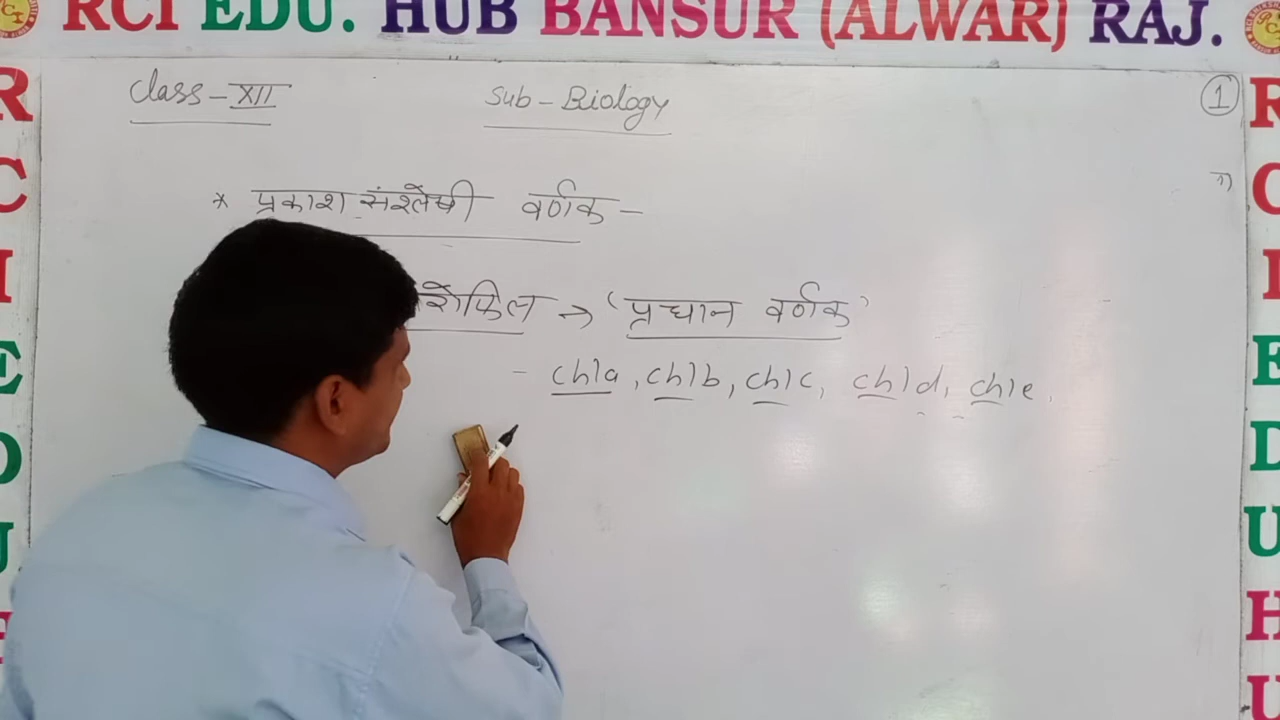 RCI EDU. HUB BANSUR (ALWAR) RAJ.
Class - XII Sub - Biology 1
* प्रकाश संश्लेषी वर्णक -
रोफिल → 'प्रधान वर्णक'
- chla, chlb, chlc, chld, chle,
R
C
I
E
D
U
H
R
C
I
E
D
U
H
U